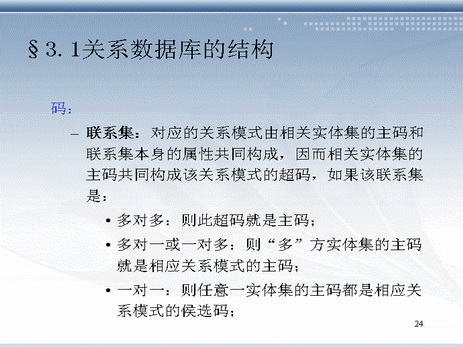 §3.1关系数据库的结构
码：
– 联系集：对应的关系模式由相关实体集的主码和
联系集本身的属性共同构成，因而相关实体集的
主码共同构成该关系模式的超码，如果该联系集
是：
• 多对多：则此超码就是主码；
• 多对一或一对多：则“多”方实体集的主码
就是相应关系模式的主码；
• 一对一：则任意一实体集的主码都是相应关
系模式的侯选码；
24